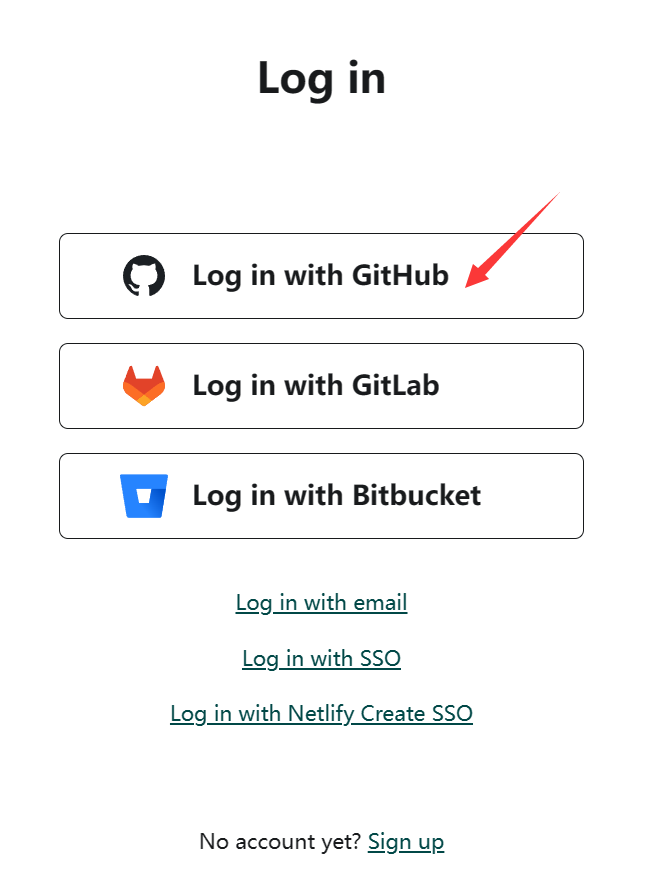 Log in
Log in with GitHub
Log in with GitLab
Log in with Bitbucket
Log in with email
Log in with SSO
Log in with Netlify Create SSO
No account yet? Sign up